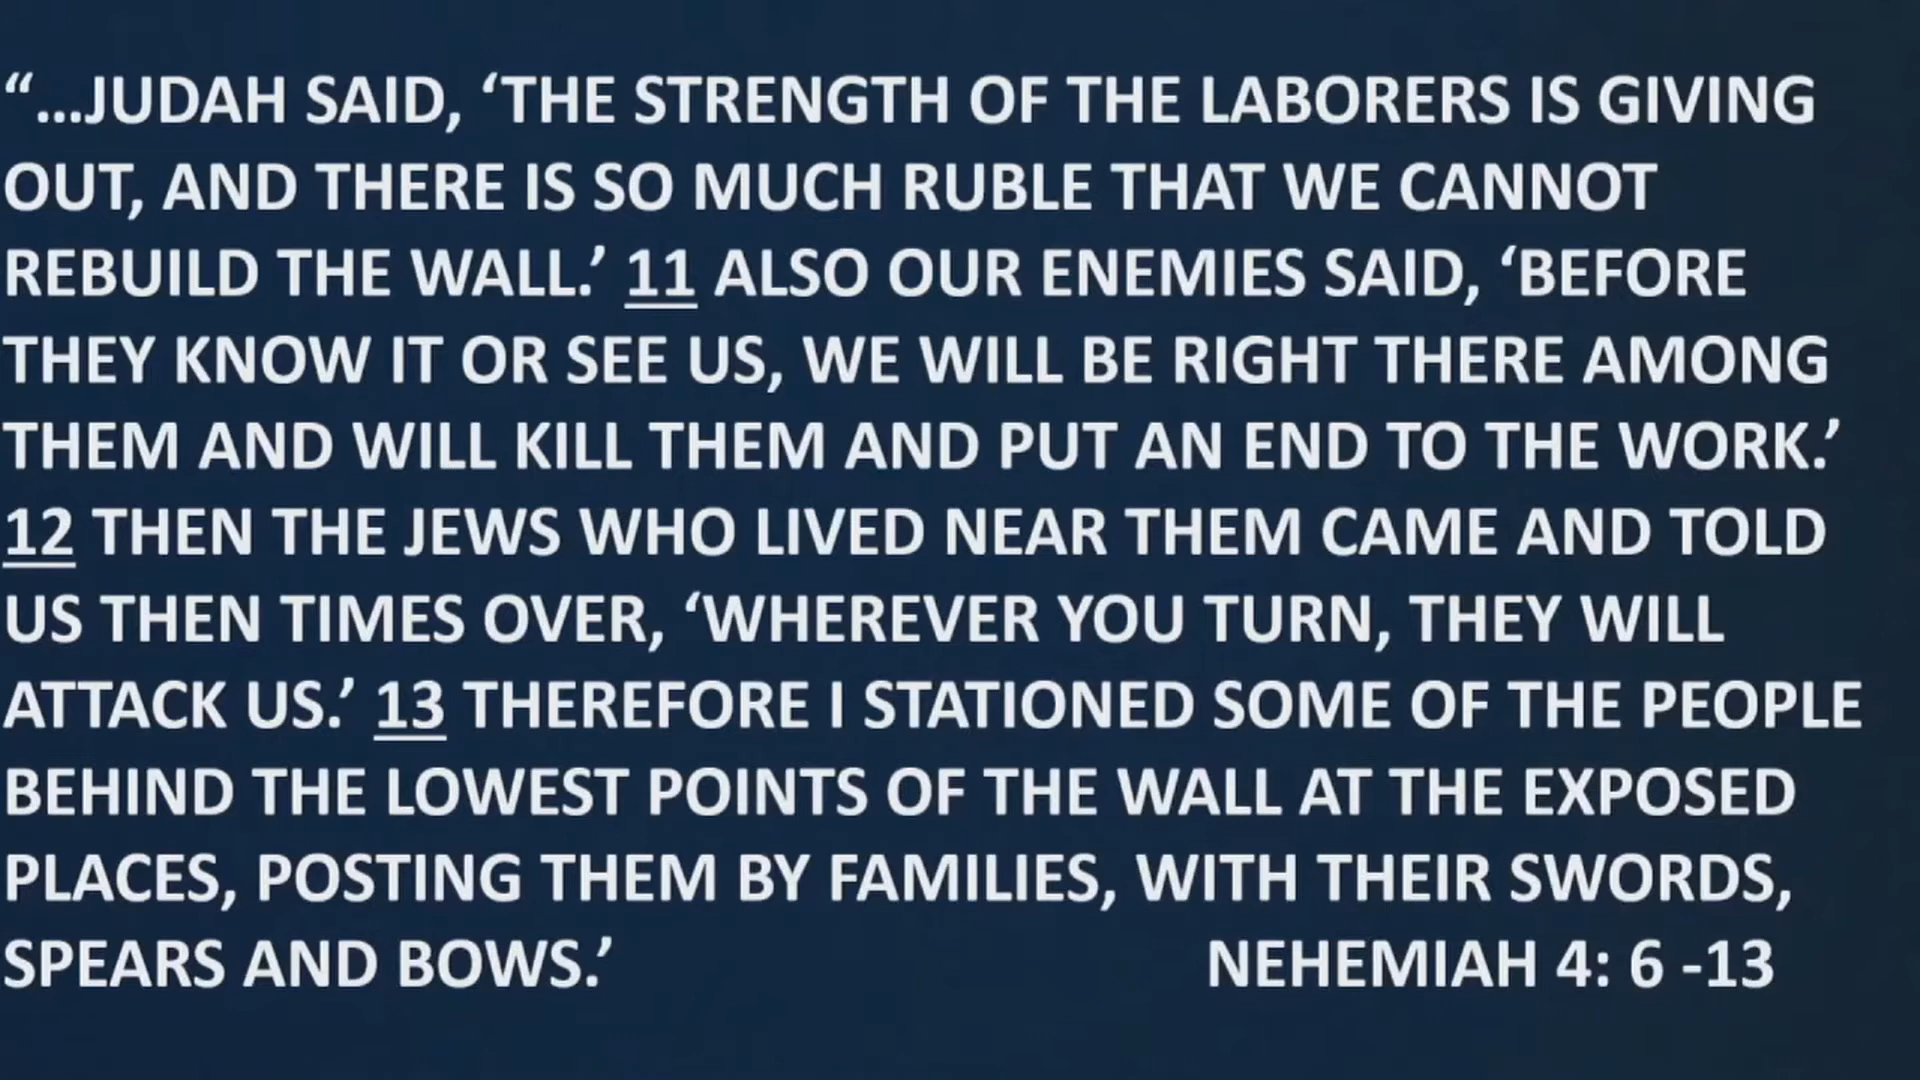 “...JUDAH SAID, ‘THE STRENGTH OF THE LABORERS IS GIVING
OUT, AND THERE IS SO MUCH RUBLE THAT WE CANNOT
REBUILD THE WALL.’ 11 ALSO OUR ENEMIES SAID, ‘BEFORE
THEY KNOW IT OR SEE US, WE WILL BE RIGHT THERE AMONG
THEM AND WILL KILL THEM AND PUT AN END TO THE WORK.’
12 THEN THE JEWS WHO LIVED NEAR THEM CAME AND TOLD
US THEN TIMES OVER, ‘WHEREVER YOU TURN, THEY WILL
ATTACK US.’ 13 THEREFORE I STATIONED SOME OF THE PEOPLE
BEHIND THE LOWEST POINTS OF THE WALL AT THE EXPOSED
PLACES, POSTING THEM BY FAMILIES, WITH THEIR SWORDS,
SPEARS AND BOWS.’ NEHEMIAH 4: 6 -13